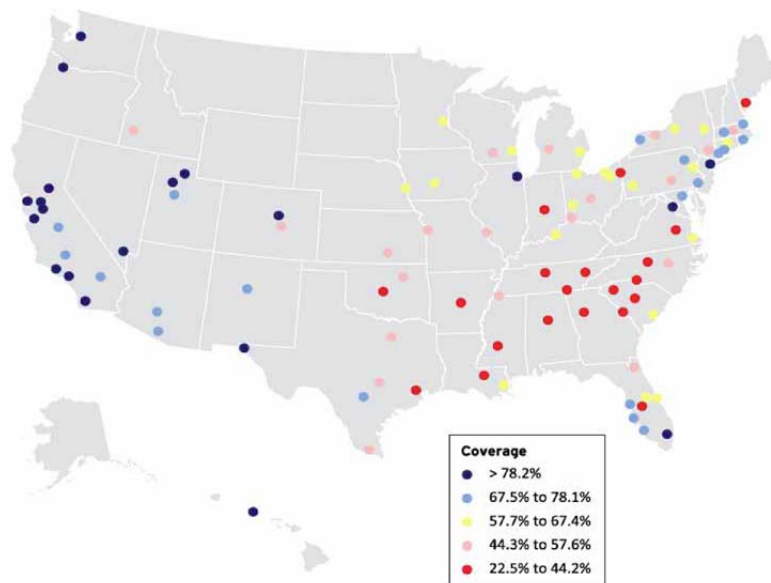 Coverage
> 78.2%
67.5% to 78.1%
57.7% to 67.4%
44.3% to 57.6%
22.5% to 44.2%